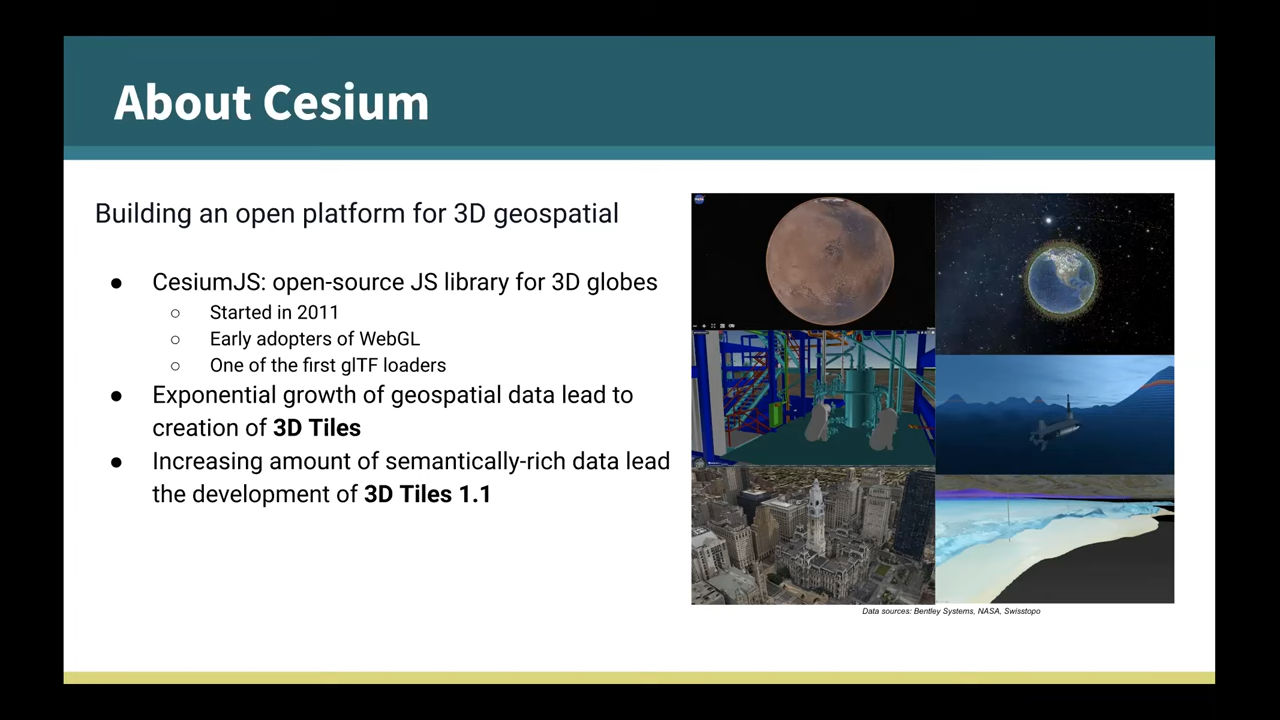 About Cesium
Building an open platform for 3D geospatial
● CesiumJS: open-source JS library for 3D globes
○ Started in 2011
○ Early adopters of WebGL
○ One of the first glTF loaders
● Exponential growth of geospatial data lead to
creation of 3D Tiles
● Increasing amount of semantically-rich data lead
the development of 3D Tiles 1.1
Data sources: Bentley Systems, NASA, Swisstopo